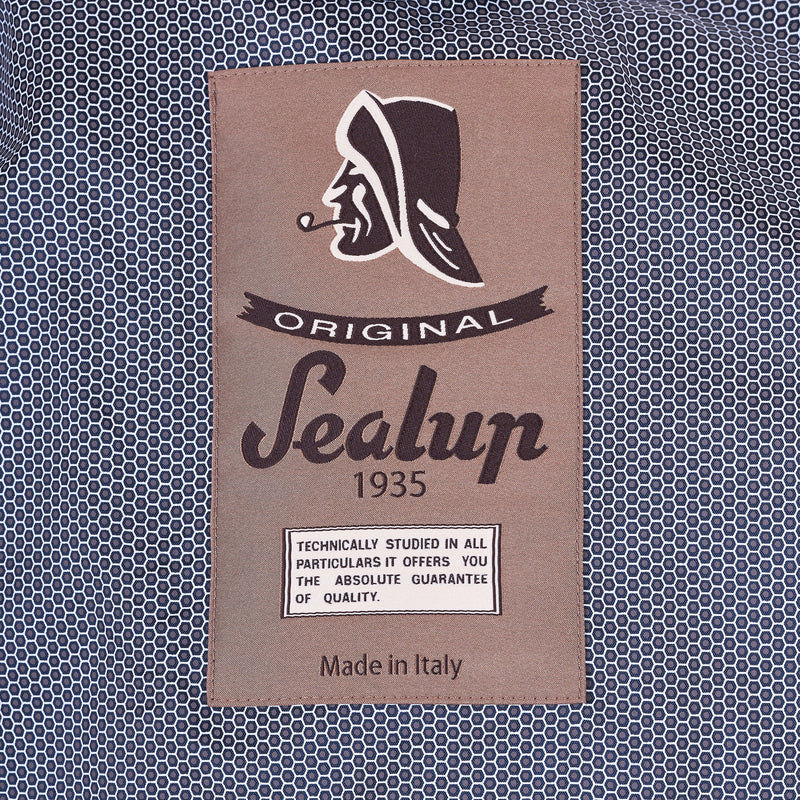 ORIGINAL
Sealup
1935
TECHNICALLY STUDIED IN ALL
PARTICULARS IT OFFERS YOU
THE ABSOLUTE GUARANTEE
OF QUALITY.
Made in Italy